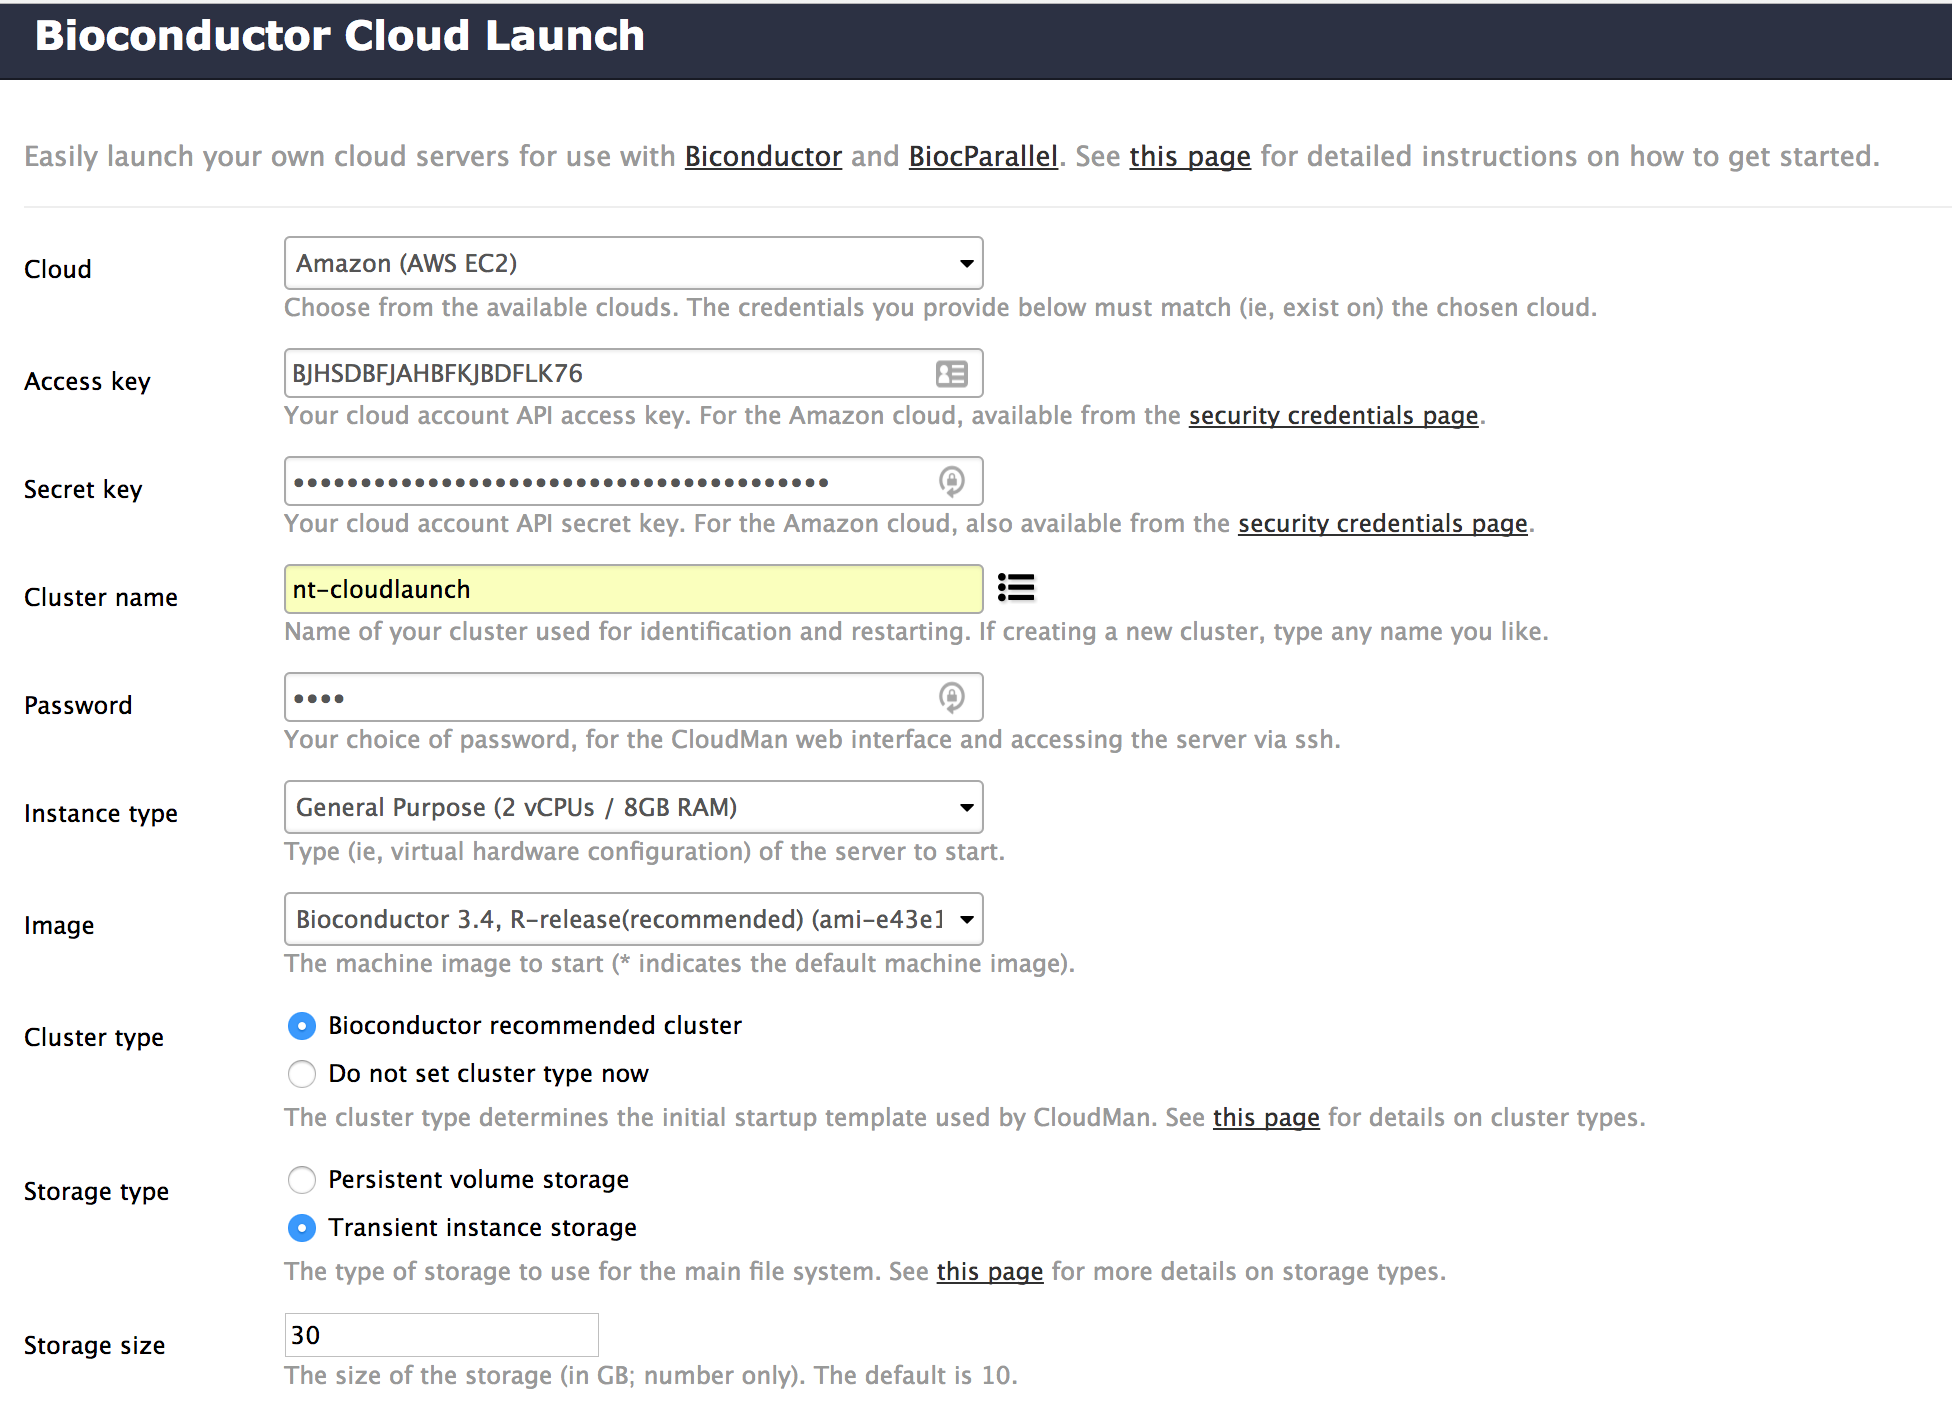 Bioconductor Cloud Launch
Easily launch your own cloud servers for use with Biconductor and BiocParallel. See this page for detailed instructions on how to get started.
Cloud
Amazon (AWS EC2)
Choose from the available clouds. The credentials you provide below must match (ie, exist on) the chosen cloud.
Access key
BJHSDBFJAHBFKJBDFLK76
Your cloud account API access key. For the Amazon cloud, available from the security credentials page.
Secret key
Your cloud account API secret key. For the Amazon cloud, also available from the security credentials page.
Cluster name
nt-cloudlaunch
Name of your cluster used for identification and restarting. If creating a new cluster, type any name you like.
Password
Your choice of password, for the CloudMan web interface and accessing the server via ssh.
Instance type
General Purpose (2 vCPUs / 8GB RAM)
Type (ie, virtual hardware configuration) of the server to start.
Image
Bioconductor 3.4, R-release(recommended) (ami-e43e1
The machine image to start (* indicates the default machine image).
Cluster type
Bioconductor recommended cluster
Do not set cluster type now
The cluster type determines the initial startup template used by CloudMan. See this page for details on cluster types.
Storage type
Persistent volume storage
Transient instance storage
The type of storage to use for the main file system. See this page for more details on storage types.
Storage size
30
The size of the storage (in GB; number only). The default is 10.